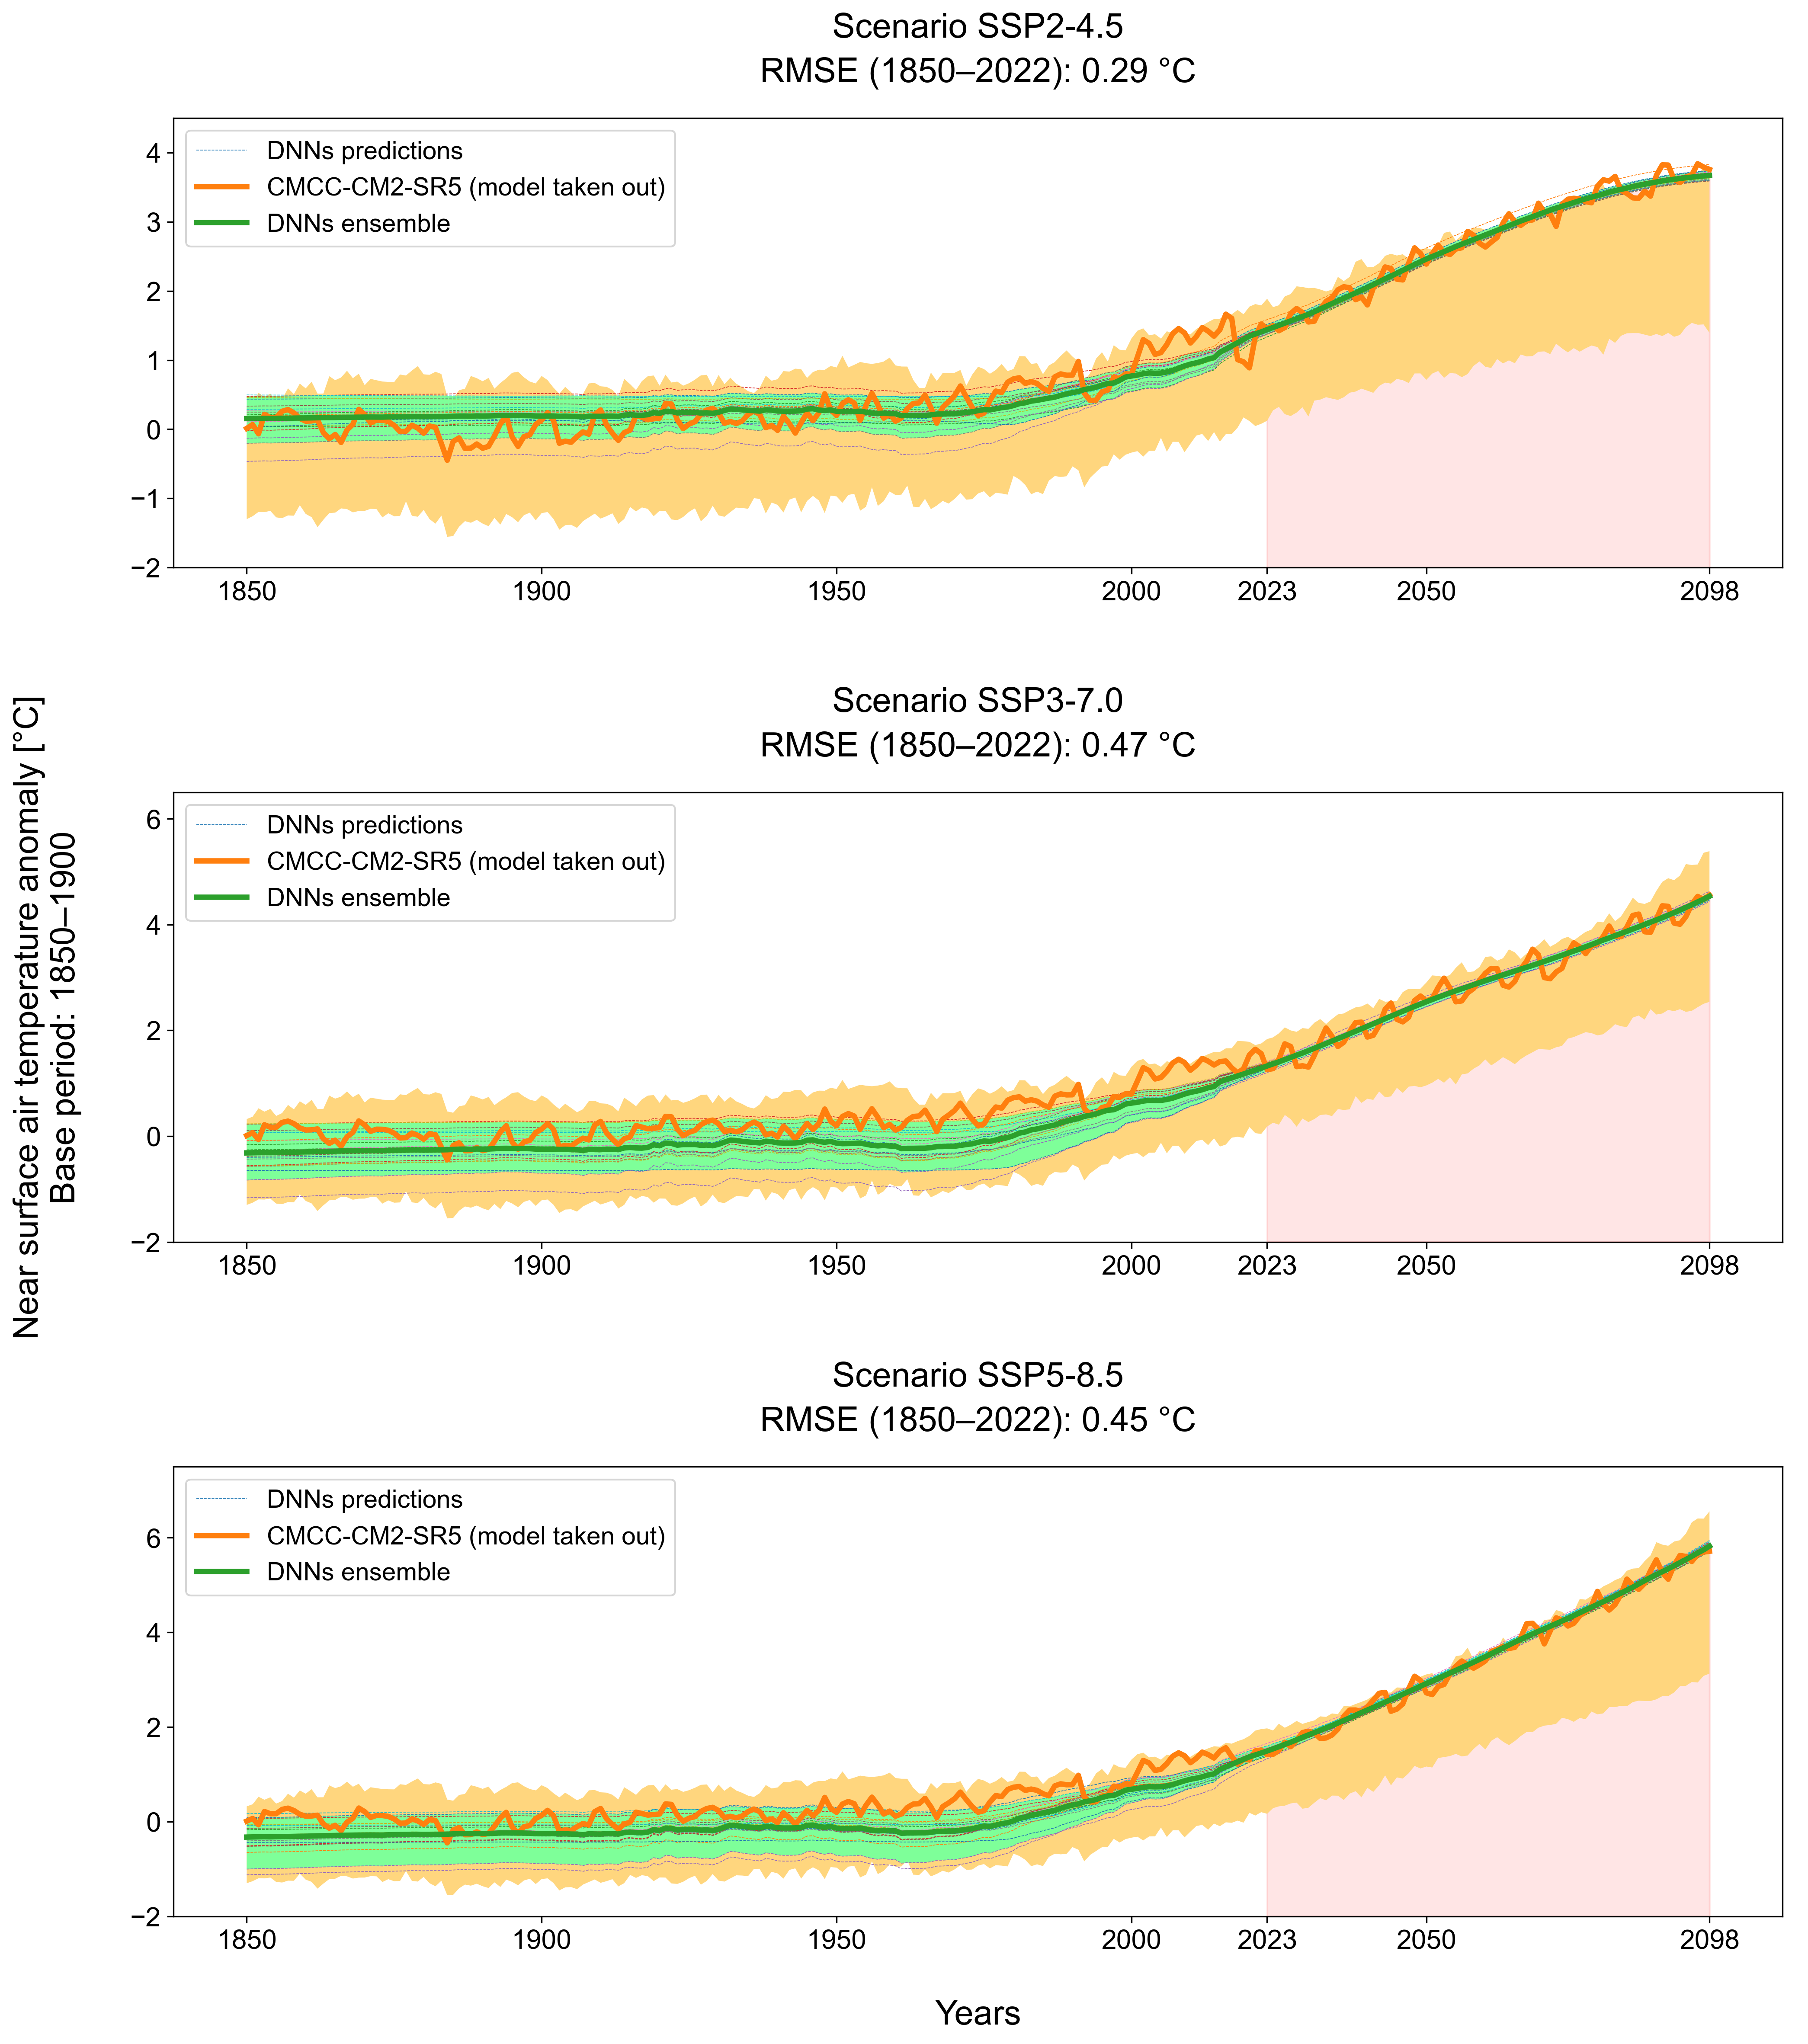 Scenario SSP2-4.5
RMSE (1850–2022): 0.29 °C
DNNs predictions
CMCC-CM2-SR5 (model taken out)
DNNs ensemble
4
3
2
1
0
−1
−2
1850 1900 1950 2000 2023 2050 2098
Near surface air temperature anomaly [°C]
Base period: 1850–1900
Scenario SSP3-7.0
RMSE (1850–2022): 0.47 °C
DNNs predictions
CMCC-CM2-SR5 (model taken out)
DNNs ensemble
6
4
2
0
−2
1850 1900 1950 2000 2023 2050 2098
Scenario SSP5-8.5
RMSE (1850–2022): 0.45 °C
DNNs predictions
CMCC-CM2-SR5 (model taken out)
DNNs ensemble
6
4
2
0
−2
1850 1900 1950 2000 2023 2050 2098
Years